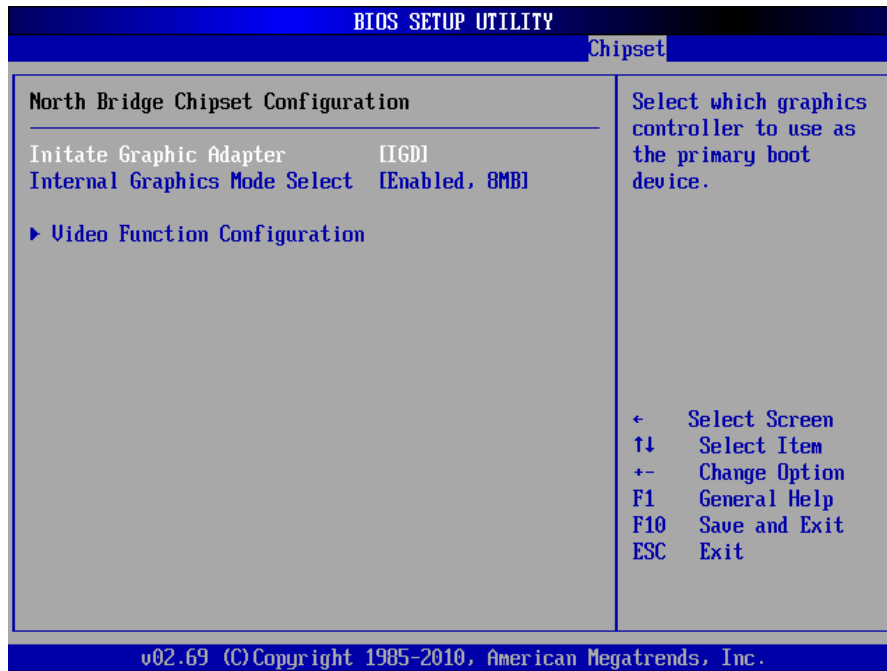 BIOS SETUP UTILITY
Chipset
North Bridge Chipset Configuration
Initate Graphic Adapter [IGD]
Internal Graphics Mode Select [Enabled, 8MB]
▶ Video Function Configuration
Select which graphics
controller to use as
the primary boot
device.
← Select Screen
↑↓ Select Item
+- Change Option
F1 General Help
F10 Save and Exit
ESC Exit
v02.69 (C)Copyright 1985-2010, American Megatrends, Inc.